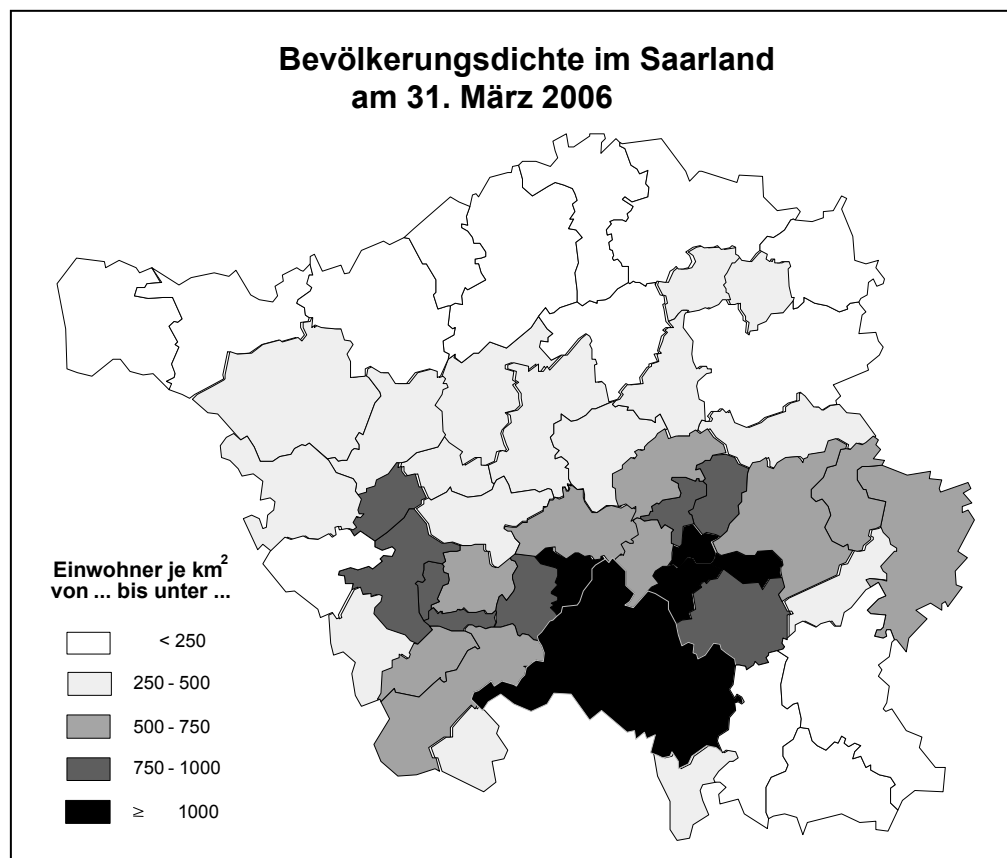 Bevölkerungsdichte im Saarland
am 31. März 2006
Einwohner je km²
von ... bis unter ...
< 250
250 - 500
500 - 750
750 - 1000
≥ 1000